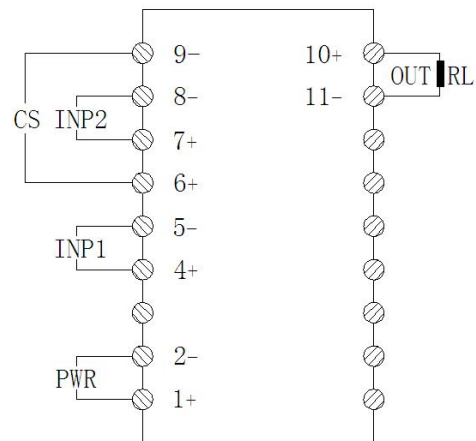 9-
10+
OUT RL
8-
11-
CS INP2
7+
6+
5-
INP1
4+
2-
PWR
1+